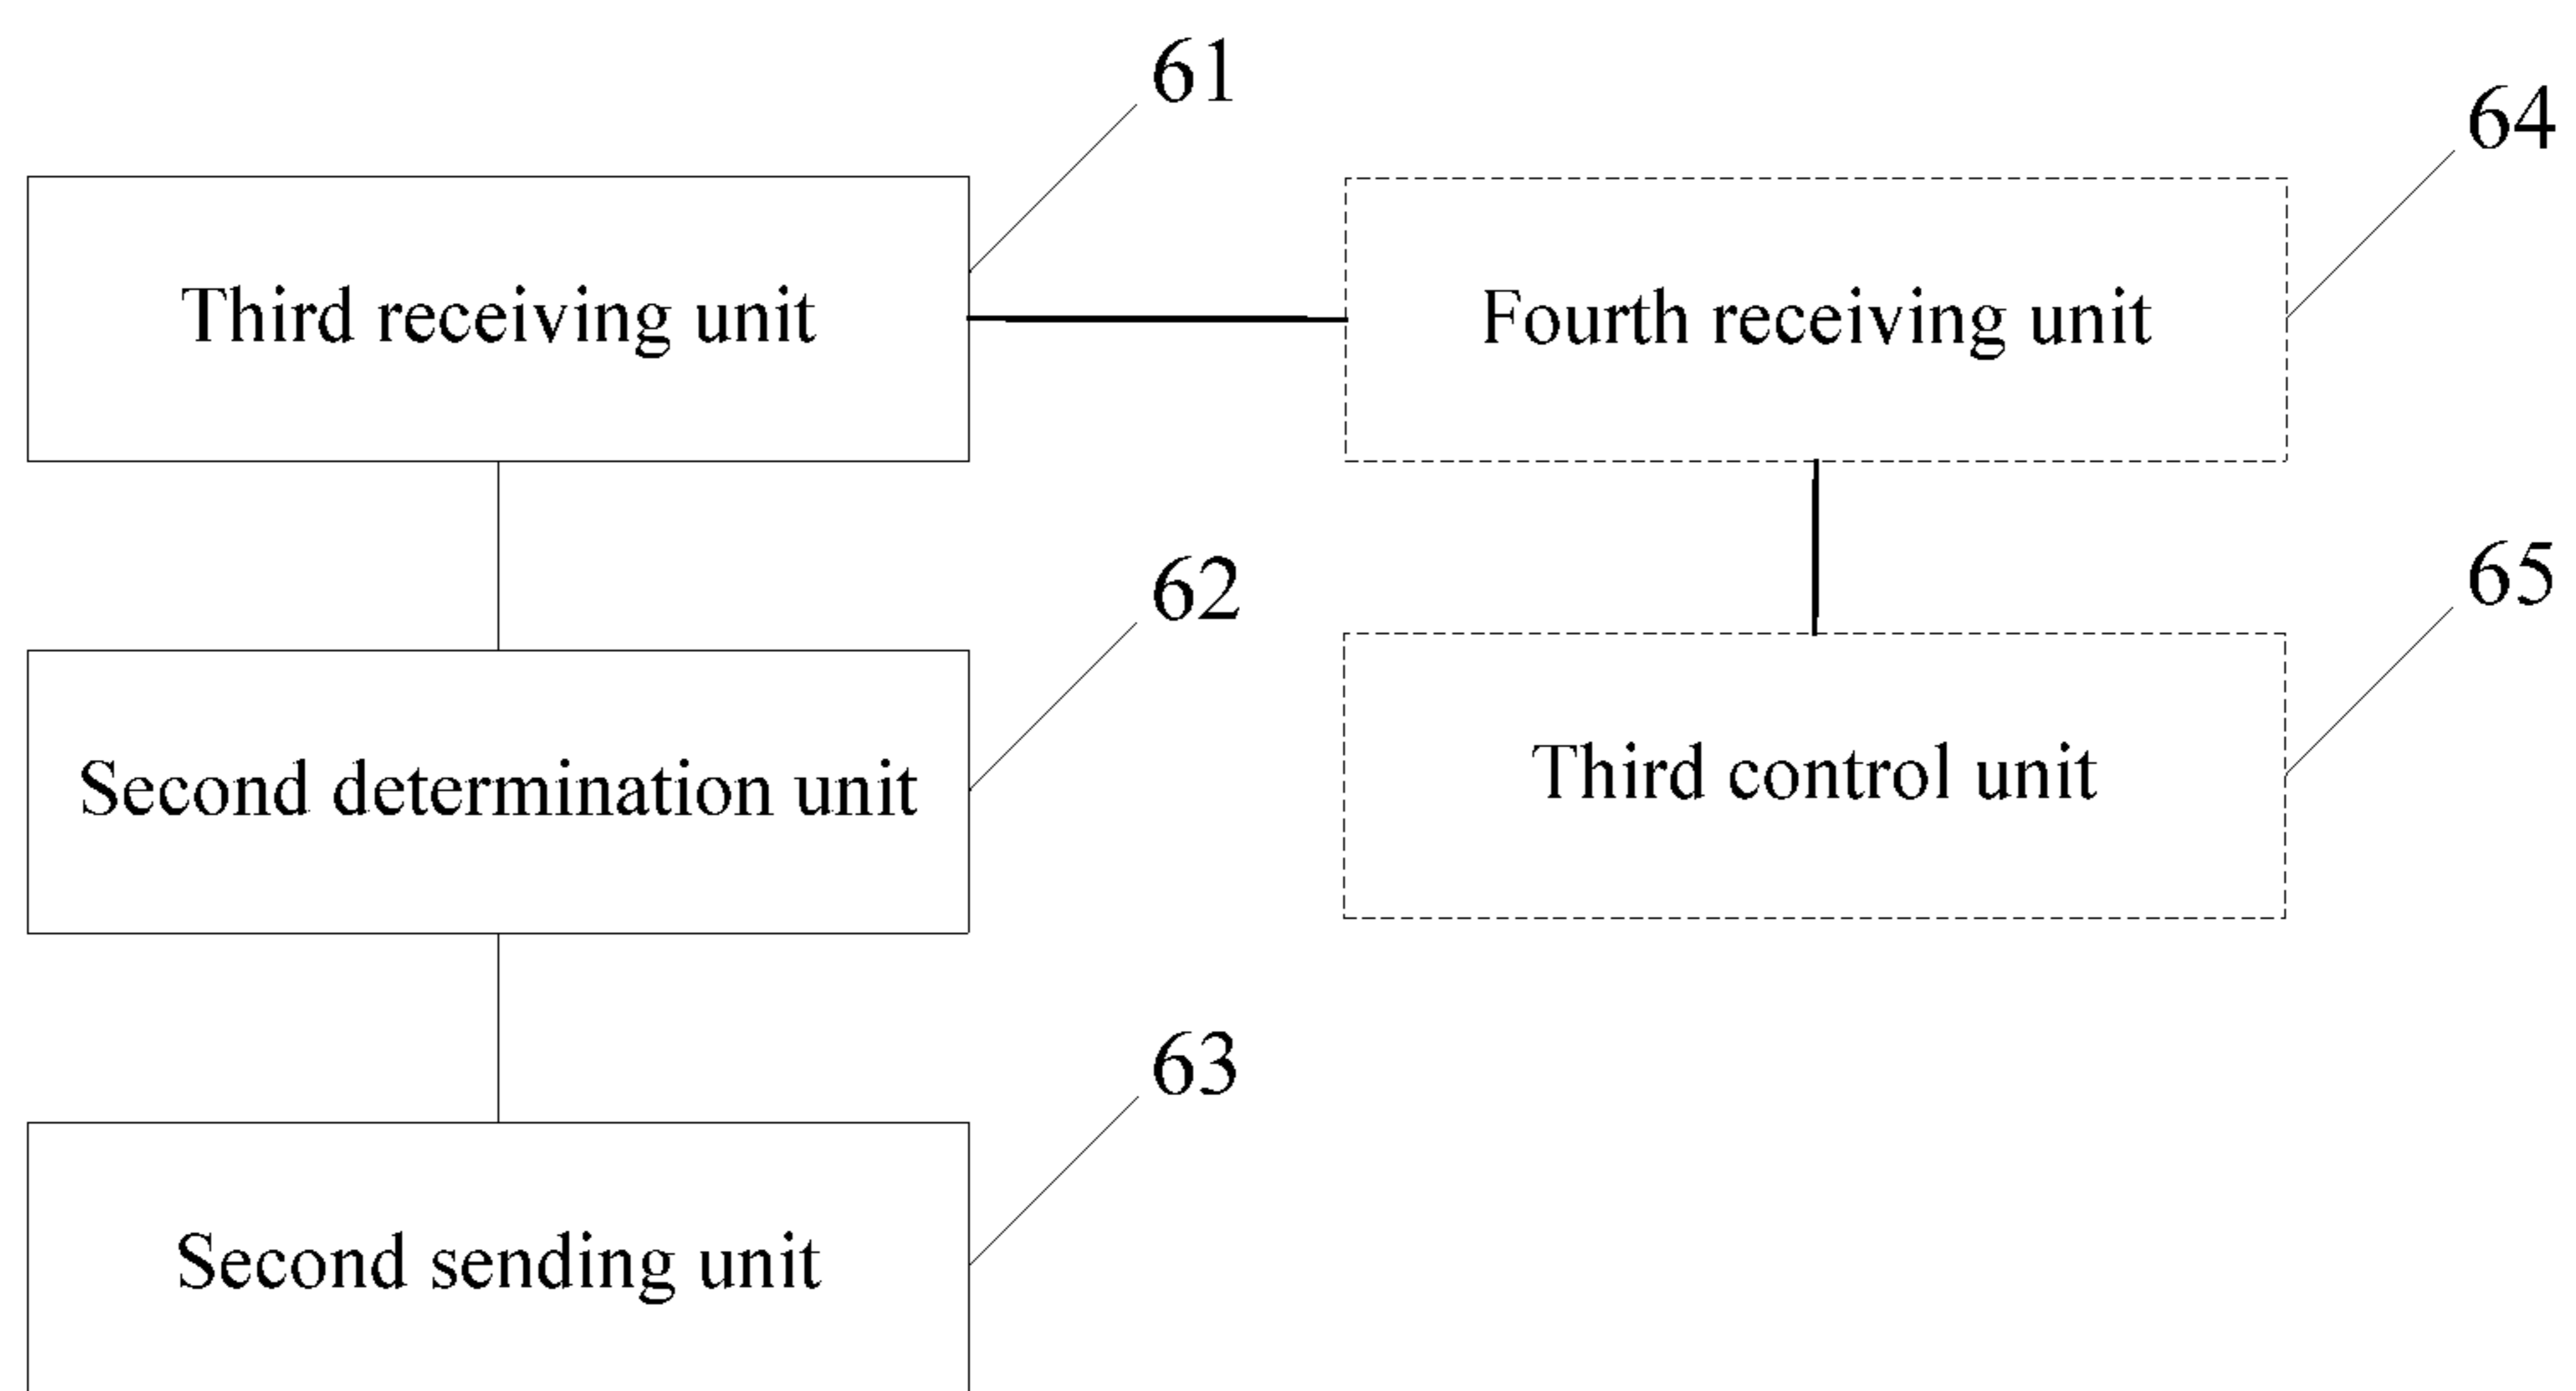 61
64
Third receiving unit
Fourth receiving unit
62
65
Second determination unit
Third control unit
63
Second sending unit